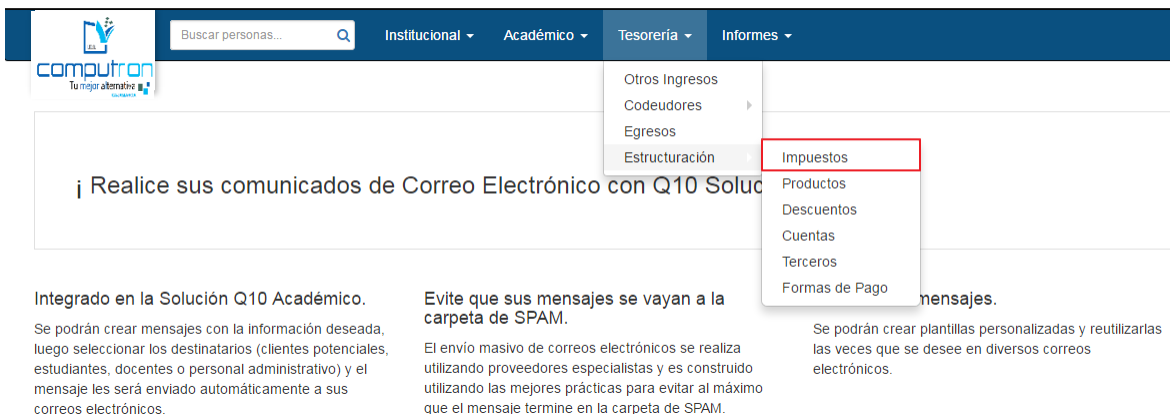 Buscar personas...
Institucional
Académico
Tesorería
Informes
computron
Tu mejor alternativa
Otros Ingresos
Codeudores
Egresos
Estructuración
Impuestos
Productos
Descuentos
Cuentas
Terceros
Formas de Pago
¡ Realice sus comunicados de Correo Electrónico con Q10
Integrado en la Solución Q10 Académico.
Se podrán crear mensajes con la información deseada,
luego seleccionar los destinatarios (clientes potenciales,
estudiantes, docentes o personal administrativo) y el
mensaje les será enviado automáticamente a sus
correos electrónicos.
Evite que sus mensajes se vayan a la
carpeta de SPAM.
El envío masivo de correos electrónicos se realiza
utilizando proveedores especialistas y es construido
utilizando las mejores prácticas para evitar al máximo
que el mensaje termine en la carpeta de SPAM.
mensajes.
Se podrán crear plantillas personalizadas y reutilizarlas
las veces que se desee en diversos correos
electrónicos.